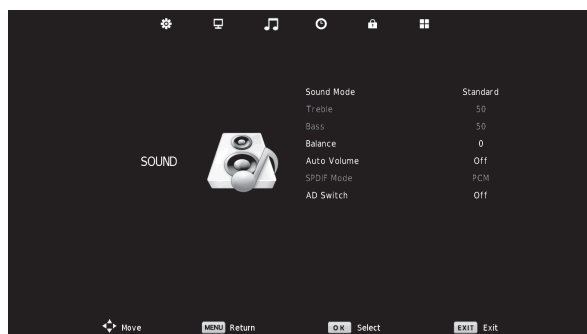 Sound Mode Standard
Treble 50
Bass 50
Balance 0
SOUND
Auto Volume Off
SPDIF Mode PCM
AD Switch Off
Move MENU Return OK Select EXIT Exit